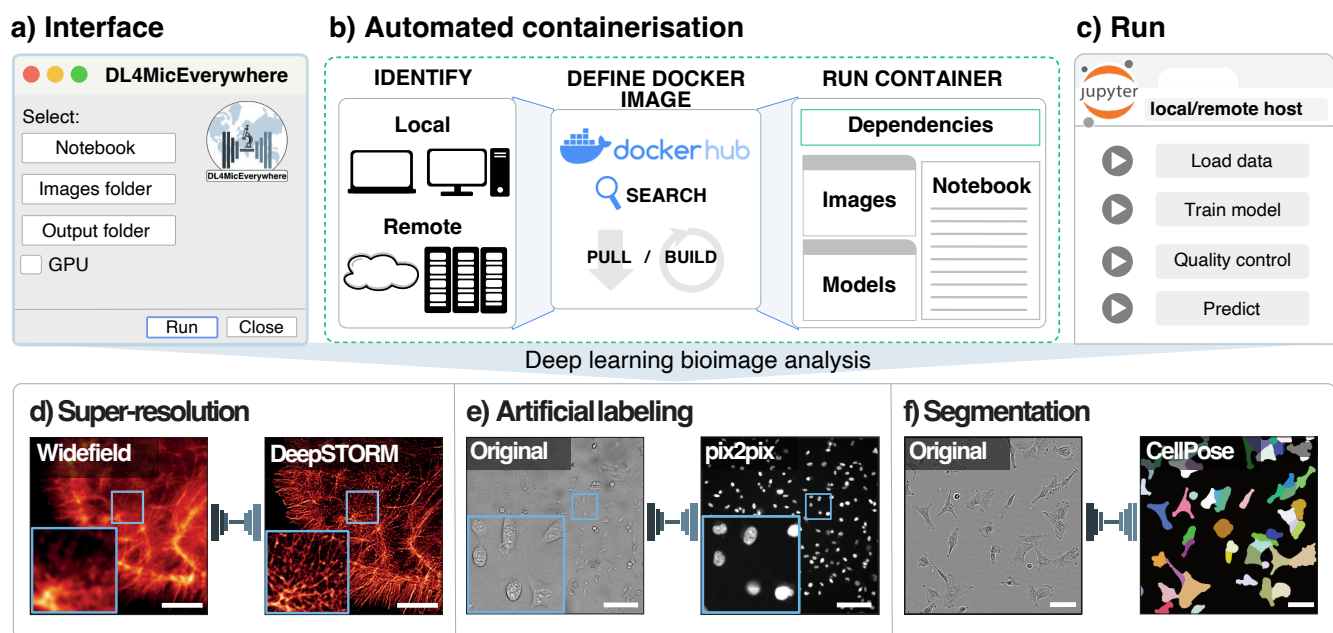 a) Interface
DL4MicEverywhere
Select:
Notebook
Images folder
Output folder
GPU
Run
Close
DL4MicEverywhere
b) Automated containerisation
IDENTIFY
Local
Remote
DEFINE DOCKER
IMAGE
dockerhub
SEARCH
PULL / BUILD
RUN CONTAINER
Dependencies
Images
Models
Notebook
c) Run
jupyter
local/remote host
Load data
Train model
Quality control
Predict
Deep learning bioimage analysis
d) Super-resolution
Widefield
DeepSTORM
e) Artificial labeling
Original
pix2pix
f) Segmentation
Original
CellPose